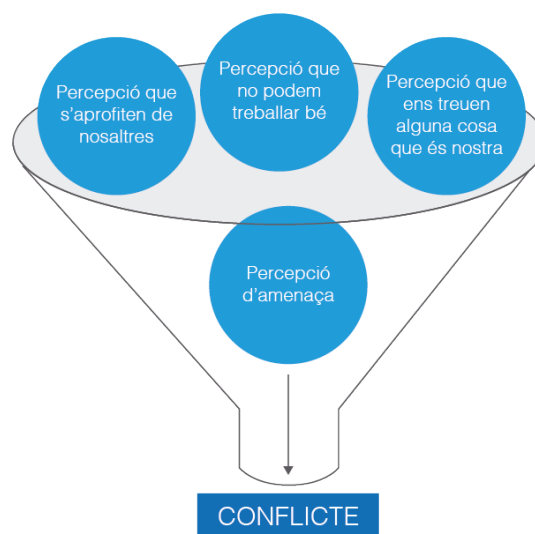 Percepció que
s'aprofiten de
nosaltres
Percepció que
no podem
treballar bé
Percepció que
ens treuen
alguna cosa
que és nostra
Percepció
d'amenaça
CONFLICTE